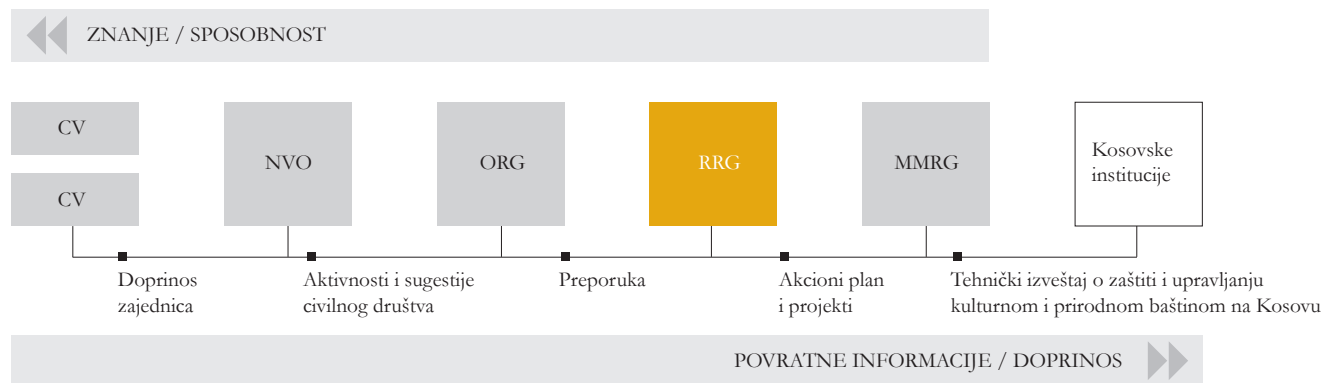 ZNANJE / SPOSOBNOST
CV
CV
NVO
ORG
RRG
MMRG
Kosovske
institucije
Doprinos
zajednica
Aktivnosti i sugestije
civilnog društva
Preporuka
Akcioni plan
i projekti
Tehnički izveštaj o zaštiti i upravljanju
kulturnom i prirodnom baštinom na Kosovu
POVRATNE INFORMACIJE / DOPRINOS